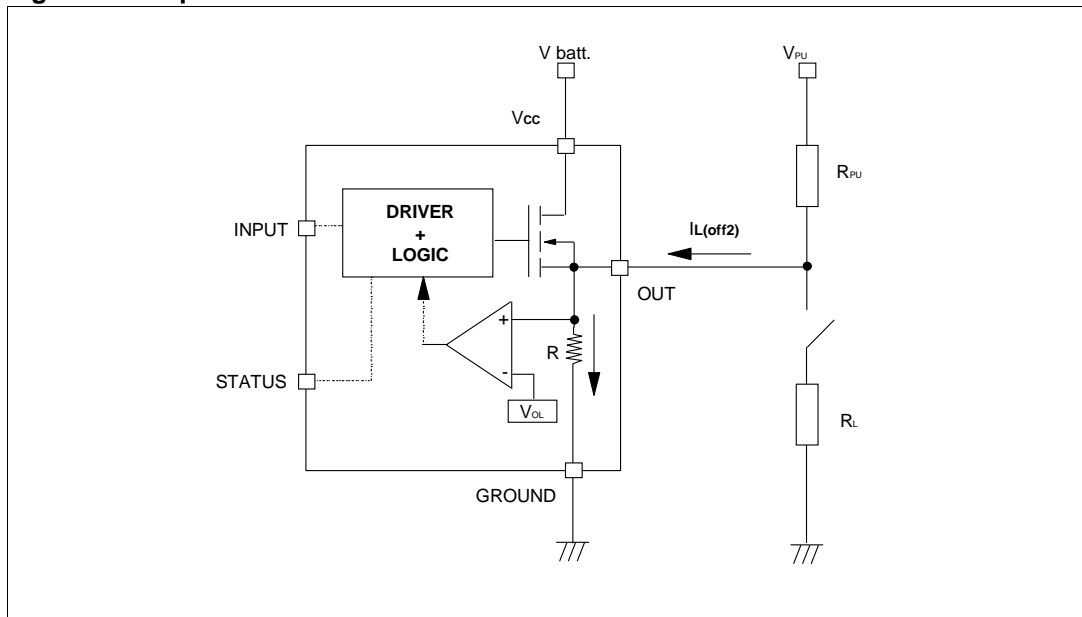 V batt.
VPU
Vcc
RPU
DRIVER
+
LOGIC
INPUT
IL(off2)
OUT
+
R
-
STATUS
VOL
RL
GROUND